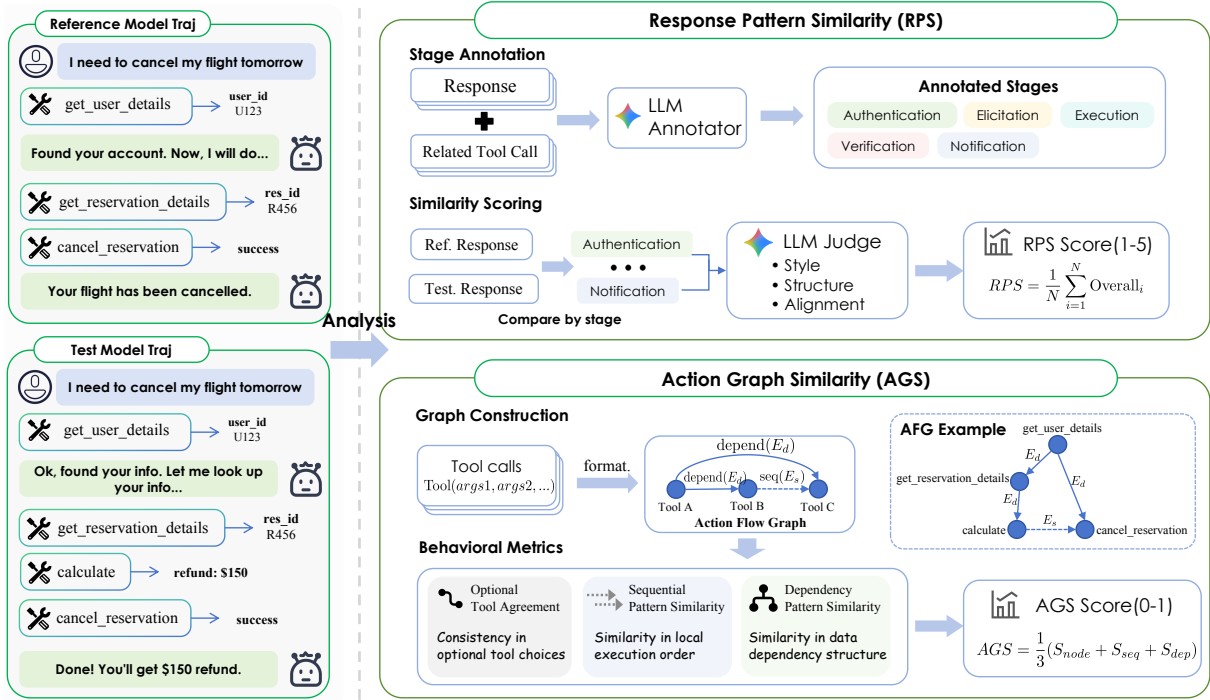 Reference Model Traj
I need to cancel my flight tomorrow
get_user_details
user_id
U123
Found your account. Now, I will do...
get_reservation_details
res_id
R456
cancel_reservation
success
Your flight has been cancelled.
Test Model Traj
I need to cancel my flight tomorrow
get_user_details
user_id
U123
Ok, found your info. Let me look up
your info...
get_reservation_details
res_id
R456
calculate
refund: $150
cancel_reservation
success
Done! You'll get $150 refund.
Analysis
Response Pattern Similarity (RPS)
Stage Annotation
Response
Related Tool Call
LLM
Annotator
Annotated Stages
Authentication Elicitation Execution
Verification Notification
Similarity Scoring
Ref. Response
Test. Response
Authentication
• • •
Notification
Compare by stage
LLM Judge
• Style
• Structure
• Alignment
RPS Score(1-5)
RPS = \frac{1}{N} \sum_{i=1}^{N} Overall_i
Action Graph Similarity (AGS)
Graph Construction
Tool calls
Tool(args1, args2, ...)
format.
depend(E_d)
depend(E_d) seq(E_s)
Tool A Tool B Tool C
Action Flow Graph
AFG Example
get_user_details
E_d
get_reservation_details
E_d
E_d
calculate
E_s
cancel_reservation
Behavioral Metrics
Optional
Tool Agreement
Consistency in
optional tool choices
Sequential
Pattern Similarity
Similarity in local
execution order
Dependency
Pattern Similarity
Similarity in data
dependency structure
AGS Score(0-1)
AGS = \frac{1}{3}(S_{node} + S_{seq} + S_{dep})